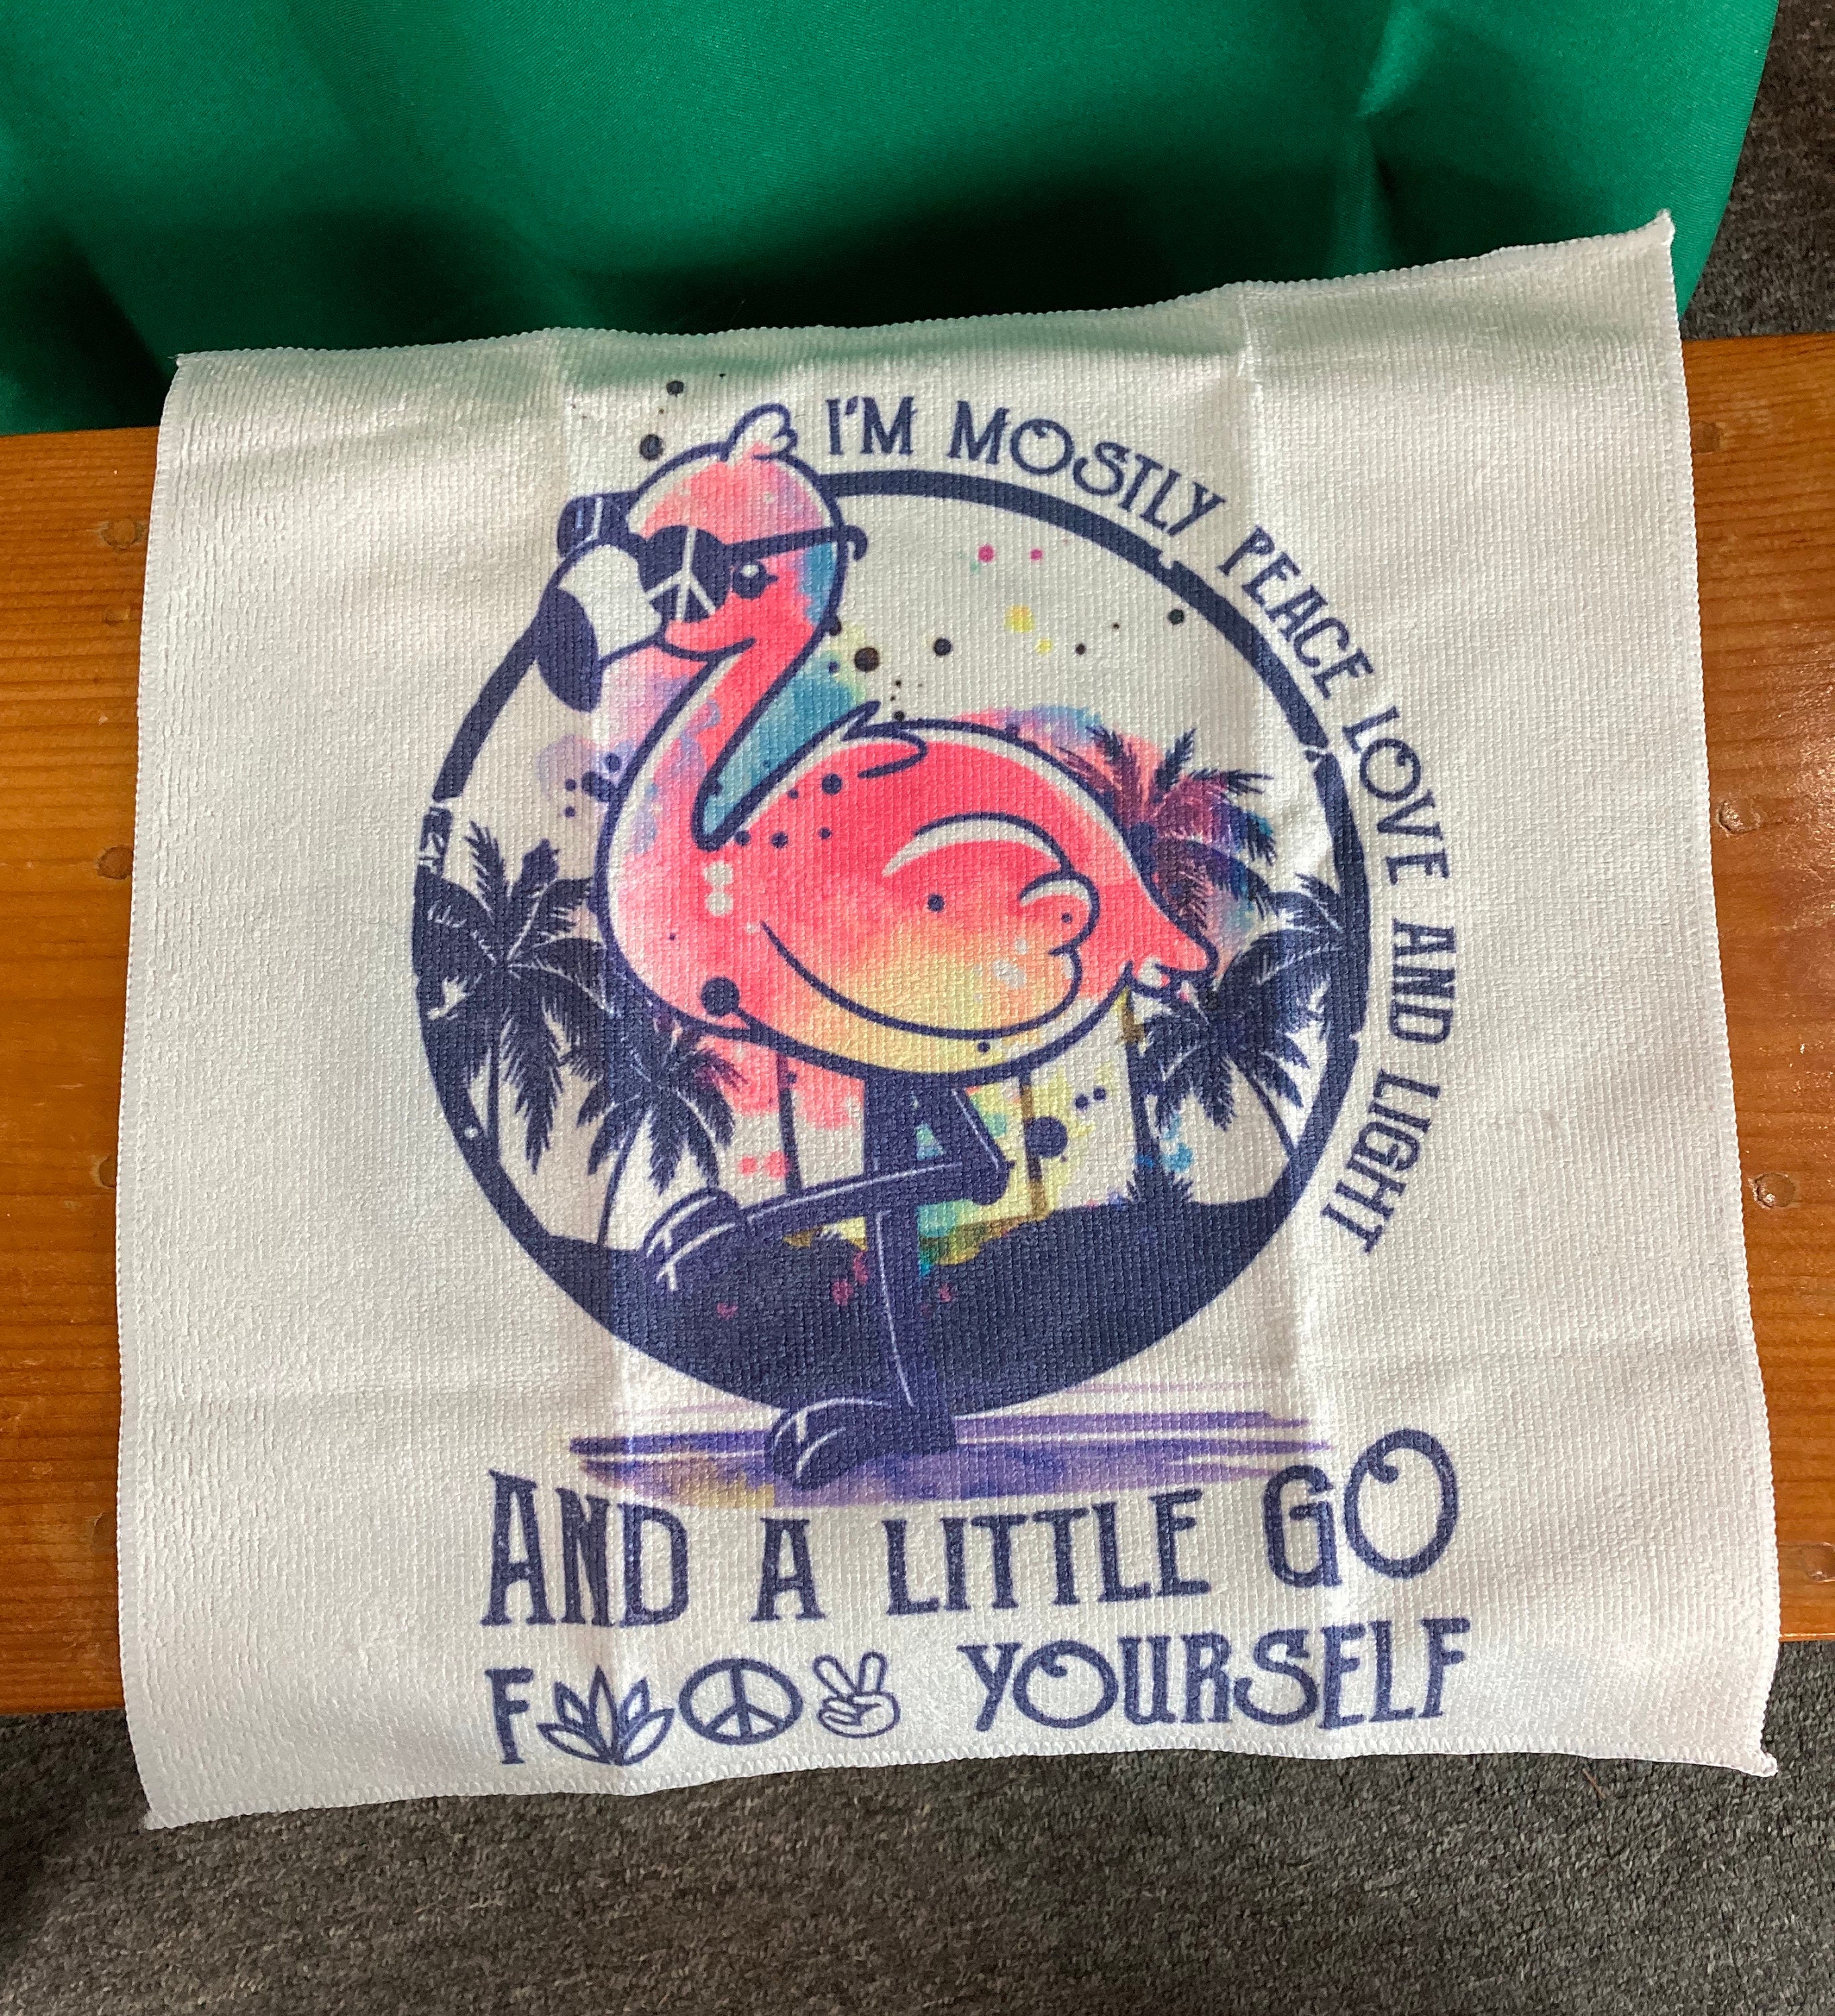 I'M MOSTLY PEACE LOVE AND LIGHT
AND A LITTLE GO
F☮✌ YOURSELF